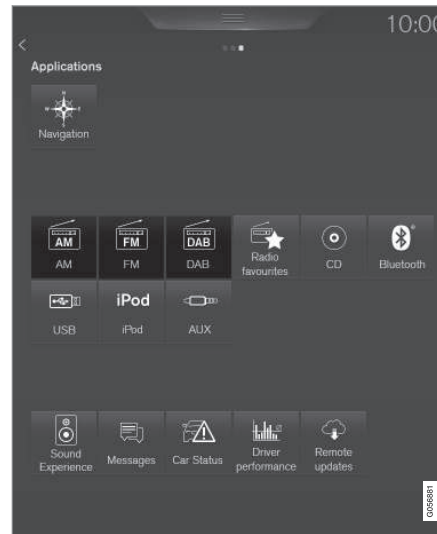 10:00
Applications
Navigation
AM
FM
DAB
AM
FM
DAB
Radio
favourites
CD
Bluetooth
iPod
USB
iPod
AUX
Sound
Experience
Messages
Car Status
Driver
performance
Remote
updates
G056881